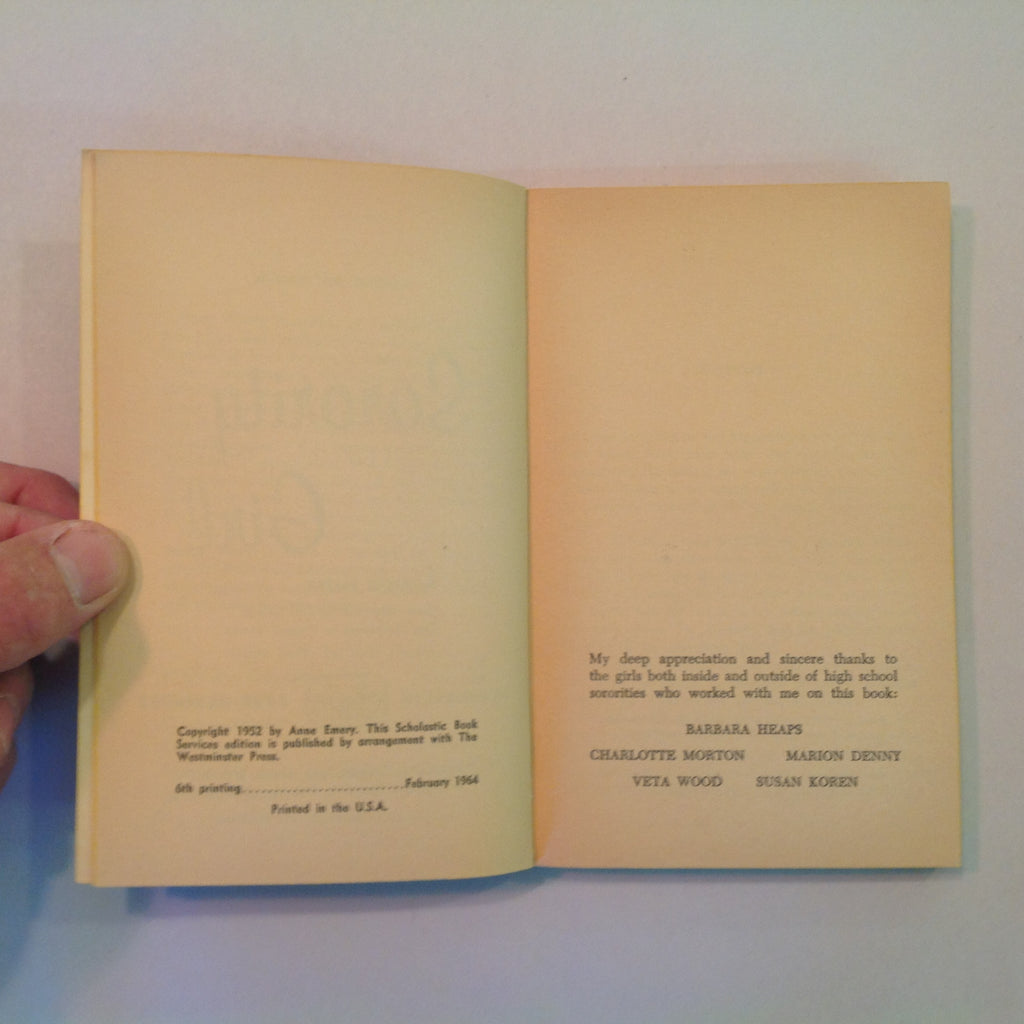 Copyright 1952 by Anne Emery. This Scholastic Book
Services edition is published by arrangement with The
Westminster Press.
6th printing..........................February 1964
Printed in the U.S.A.
My deep appreciation and sincere thanks to
the girls both inside and outside of high school
sororities who worked with me on this book:
BARBARA HEAPS
CHARLOTTE MORTON MARION DENNY
VETA WOOD SUSAN KOREN